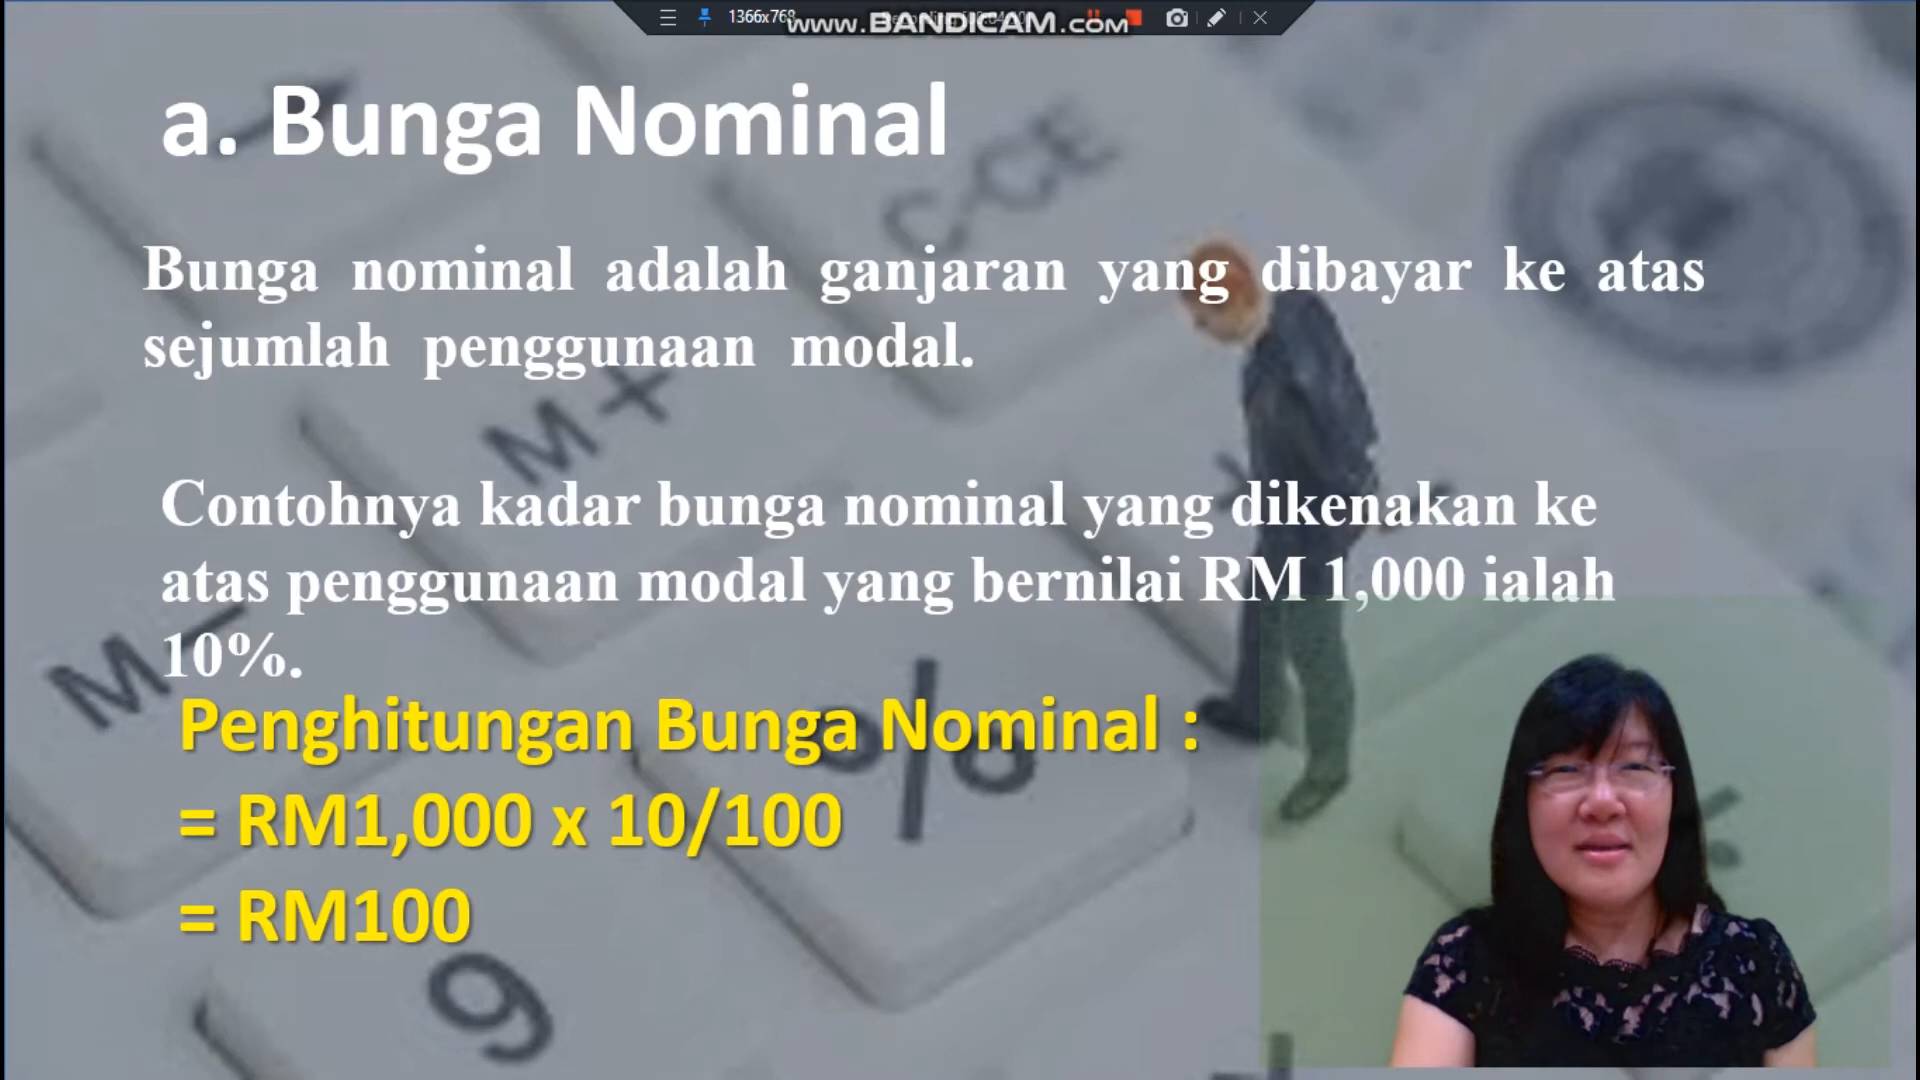 1366x768
www.BANDICAM.COM
a. Bunga Nominal
C-CE
Bunga nominal adalah ganjaran yang dibayar ke atas
sejumlah penggunaan modal.
M+
Contohnya kadar bunga nominal yang dikenakan ke
atas penggunaan modal yang bernilai RM 1,000 ialah
10%.
M-
%
Penghitungan Bunga Nominal :
= RM1,000 x 10/100
= RM100
9